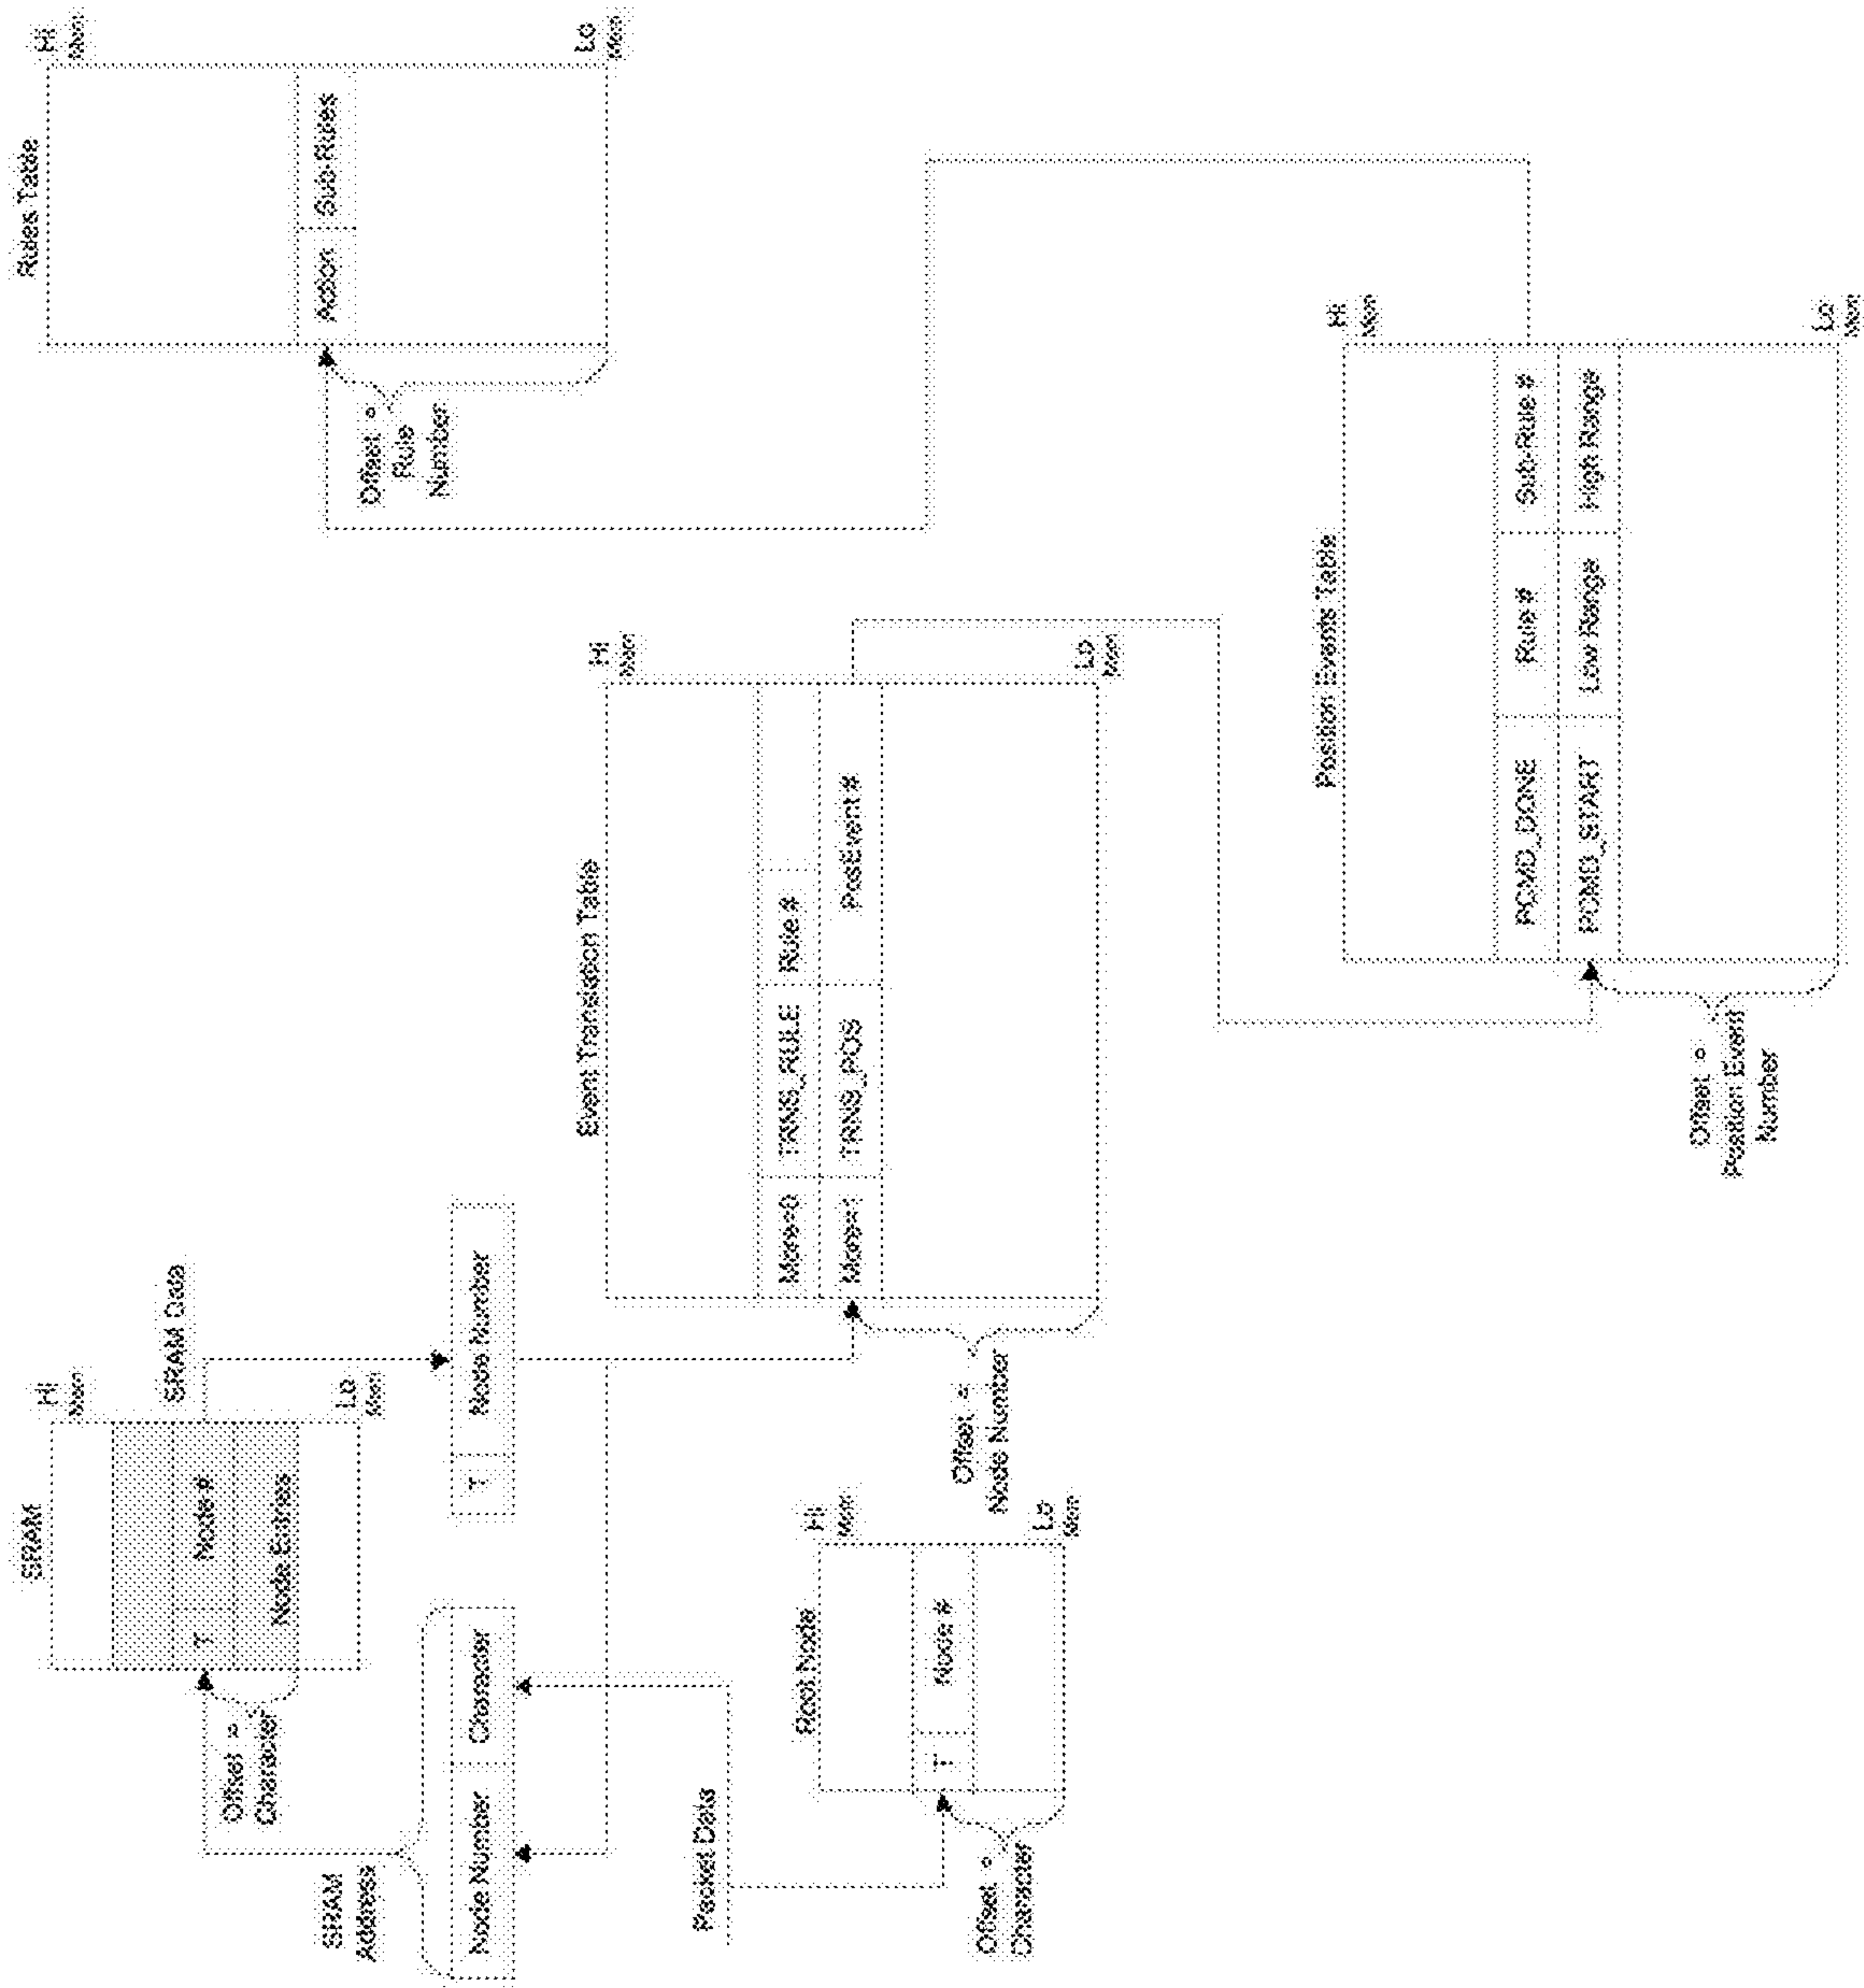 SRAM
Hi
Mem
SRAM Data
T Node #
Node Entries
Lo
Mem
Offset =
Character
SRAM
Address
Node Number Character
T Node Number
Packet Data
Root Node
Hi
Mem
T Node #
Lo
Mem
Offset =
Character
Event Translation Table
Hi
Mem
More=0 TRNS_RULE Rule #
More=1 TRNS_POS PosEvent #
Lo
Mem
Offset =
Node Number
Rules Table
Hi
Mem
Action Sub-Rules
Lo
Mem
Offset =
Rule
Number
Position Events Table
Hi
Mem
PCMD_DONE Rule # Sub-Rule #
PCMD_START Low Range High Range
Lo
Mem
Offset =
Position Event
Number